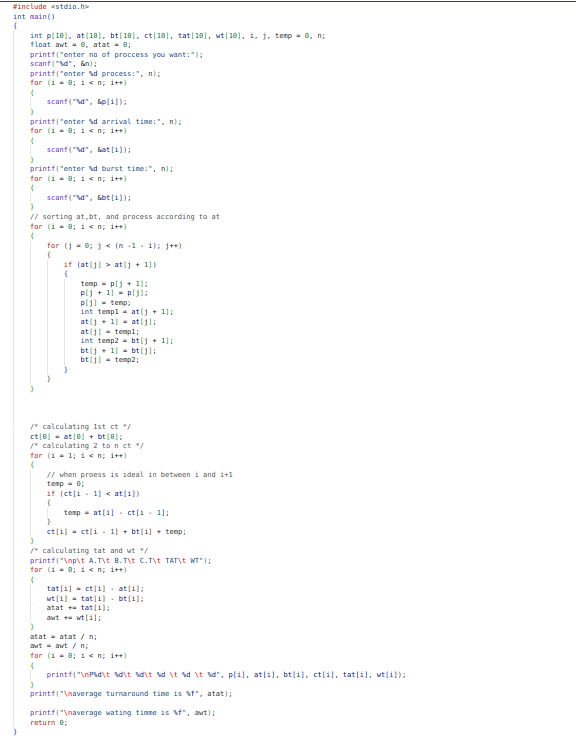 #include <stdio.h>
int main()
{
    int p[10], at[10], bt[10], ct[10], tat[10], wt[10], i, j, temp = 0, n;
    float awt = 0, atat = 0;
    printf("enter no of proccess you want:");
    scanf("%d", &n);
    printf("enter %d process:", n);
    for (i = 0; i < n; i++)
    {
        scanf("%d", &p[i]);
    }
    printf("enter %d arrival time:", n);
    for (i = 0; i < n; i++)
    {
        scanf("%d", &at[i]);
    }
    printf("enter %d burst time:", n);
    for (i = 0; i < n; i++)
    {
        scanf("%d", &bt[i]);
    }
    // sorting at,bt, and process according to at
    for (i = 0; i < n; i++)
    {
        for (j = 0; j < (n -1 - i); j++)
        {
            if (at[j] > at[j + 1])
            {
                temp = p[j + 1];
                p[j + 1] = p[j];
                p[j] = temp;
                int temp1 = at[j + 1];
                at[j + 1] = at[j];
                at[j] = temp1;
                int temp2 = bt[j + 1];
                bt[j + 1] = bt[j];
                bt[j] = temp2;
            }
        }
    }
    /* calculating 1st ct */
    ct[0] = at[0] + bt[0];
    /* calculating 2 to n ct */
    for (i = 1; i < n; i++)
    {
        // when proess is ideal in between i and i+1
        temp = 0;
        if (ct[i - 1] < at[i])
        {
            temp = at[i] - ct[i - 1];
        }
        ct[i] = ct[i - 1] + bt[i] + temp;
    }
    /* calculating tat and wt */
    printf("\np\t A.T\t B.T\t C.T\t TAT\t WT");
    for (i = 0; i < n; i++)
    {
        tat[i] = ct[i] - at[i];
        wt[i] = tat[i] - bt[i];
        atat += tat[i];
        awt += wt[i];
    }
    atat = atat / n;
    awt = awt / n;
    for (i = 0; i < n; i++)
    {
        printf("\nP%d\t %d\t %d\t %d \t %d \t %d", p[i], at[i], bt[i], ct[i], tat[i], wt[i]);
    }
    printf("\naverage turnaround time is %f", atat);
    printf("\naverage wating timme is %f", awt);
    return 0;
}